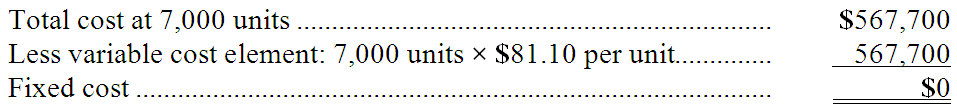 Total cost at 7,000 units ........................................................................ $567,700
Less variable cost element: 7,000 units × $81.10 per unit.............. 567,700
Fixed cost ................................................................................................ $0